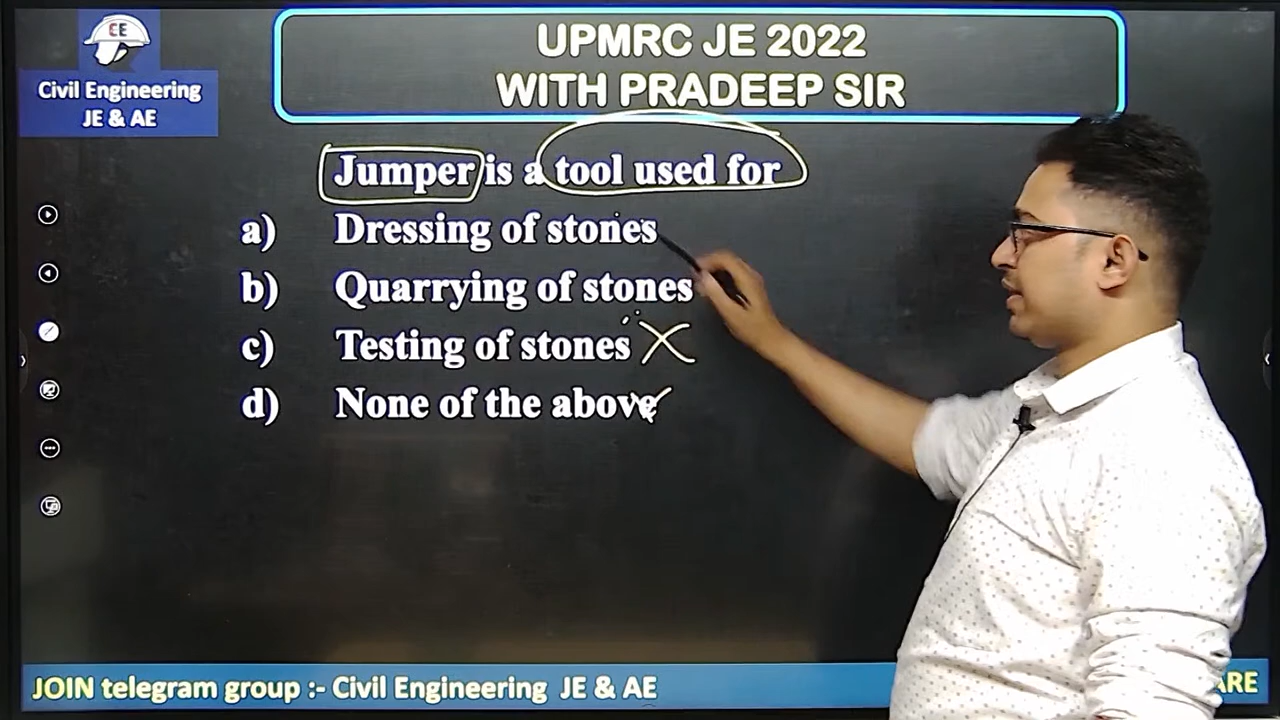 CE
Civil Engineering
JE & AE
UPMRC JE 2022
WITH PRADEEP SIR
Jumper is a tool used for
a) Dressing of stones
b) Quarrying of stones
c) Testing of stones
d) None of the above
JOIN telegram group :- Civil Engineering JE & AE